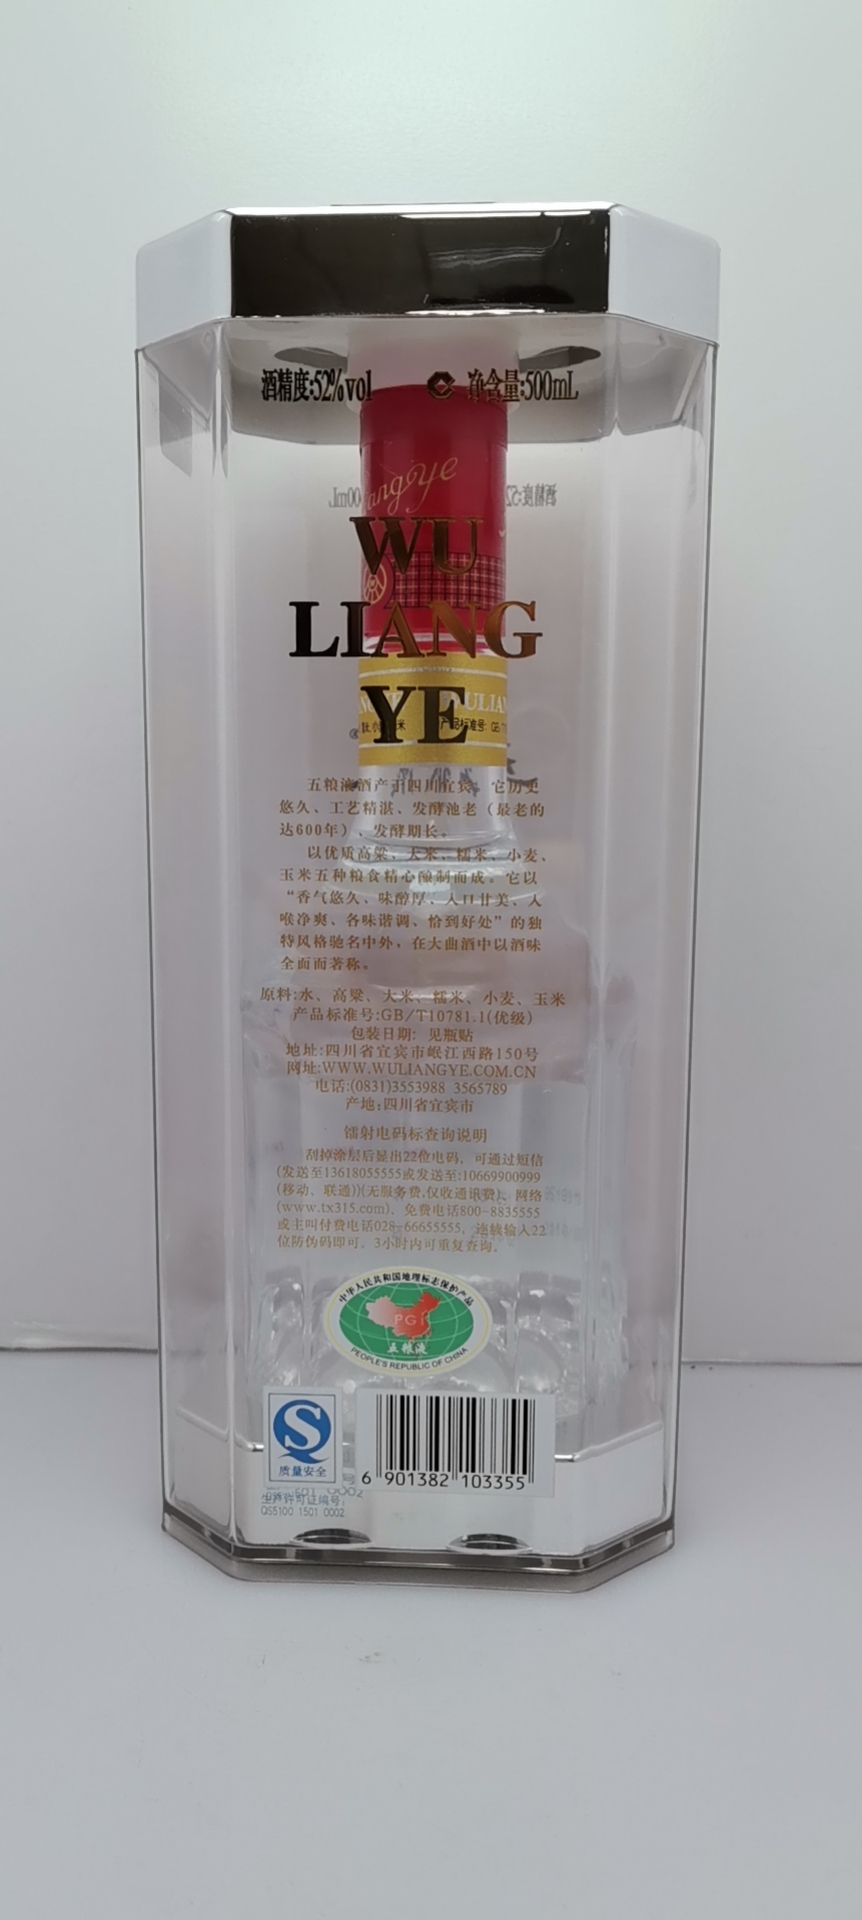 酒精度:52%vol 净含量:500mL
angye
WU
LIANG
YE
WULIAN
产品标准号: GB
五粮液酒产于四川宜宾。它历史
悠久、工艺精湛、发酵池老（最老的
达600年）、发酵期长。
以优质高粱、大米、糯米、小麦、
玉米五种粮食精心酿制而成。它以
“香气悠久、味醇厚、入口甘美、入
喉净爽、各味谐调、恰到好处”的独
特风格驰名中外，在大曲酒中以酒味
全面而著称。
原料:水、高粱、大米、糯米、小麦、玉米
产品标准号:GB/T10781.1(优级)
包装日期: 见瓶贴
地址:四川省宜宾市岷江西路150号
网址:WWW.WULIANGYE.COM.CN
电话:(0831)3553988 3565789
产地:四川省宜宾市
镭射电码标查询说明
刮掉涂层后显出22位电码，可通过短信
(发送至13618055555或发送至:10669900999
(移动、联通))(无服务费,仅收通讯费)、网络
(www.tx315.com)、免费电话800-8835555
或主叫付费电话028-66655555，连续输入22
位防伪码即可。3小时内可重复查询。
中华人民共和国地理标志保护产品
PGI
五粮液
PEOPLE'S REPUBLIC OF CHINA
质量安全
6 901382 103355
生产许可证编号:
QS5100 1501 0002